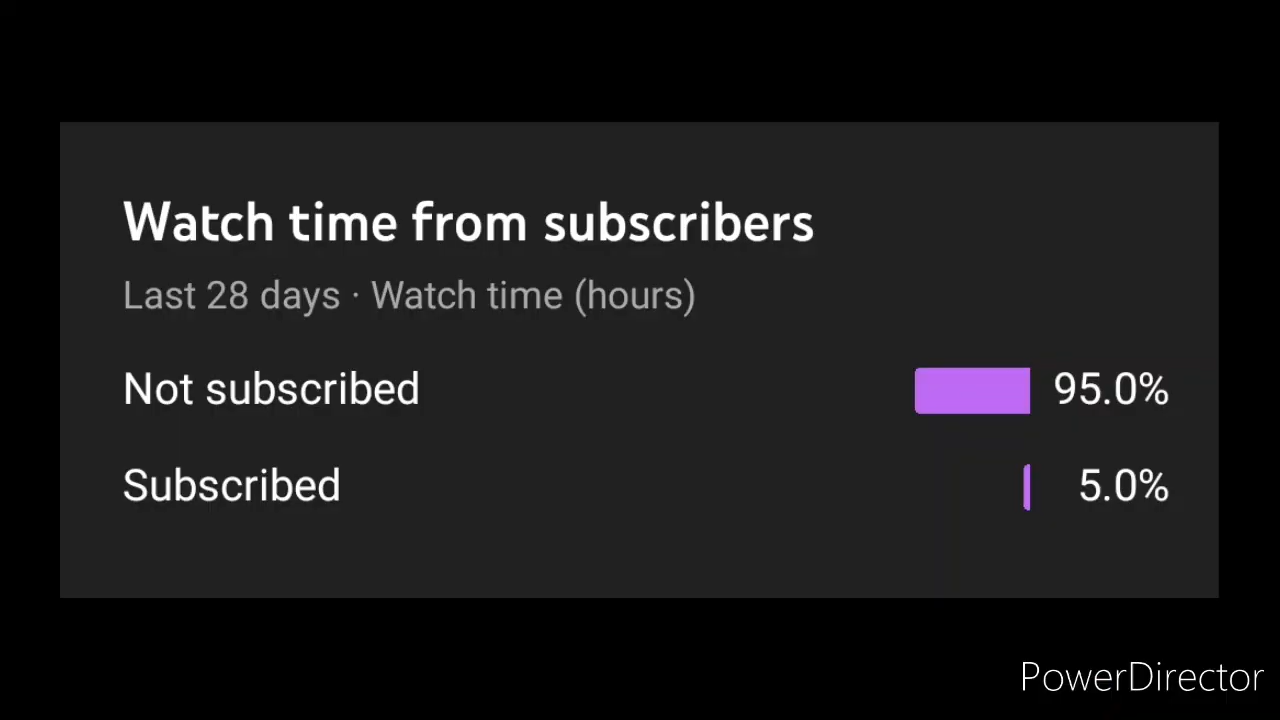 Watch time from subscribers
Last 28 days · Watch time (hours)
Not subscribed 95.0%
Subscribed 5.0%
PowerDirector